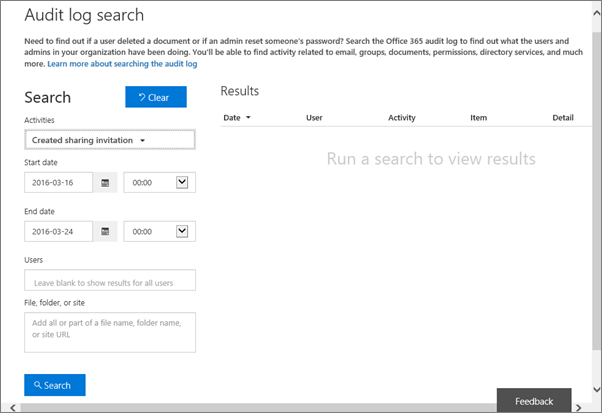 Audit log search
Need to find out if a user deleted a document or if an admin reset someone's password? Search the Office 365 audit log to find out what the users and
admins in your organization have been doing. You'll be able to find activity related to email, groups, documents, permissions, directory services, and much
more. Learn more about searching the audit log
Search
Clear
Activities
Created sharing invitation
Start date
2016-03-16
00:00
End date
2016-03-24
00:00
Users
Leave blank to show results for all users
File, folder, or site
Add all or part of a file name, folder name,
or site URL
Search
Results
Date User Activity Item Detail
Run a search to view results
Feedback